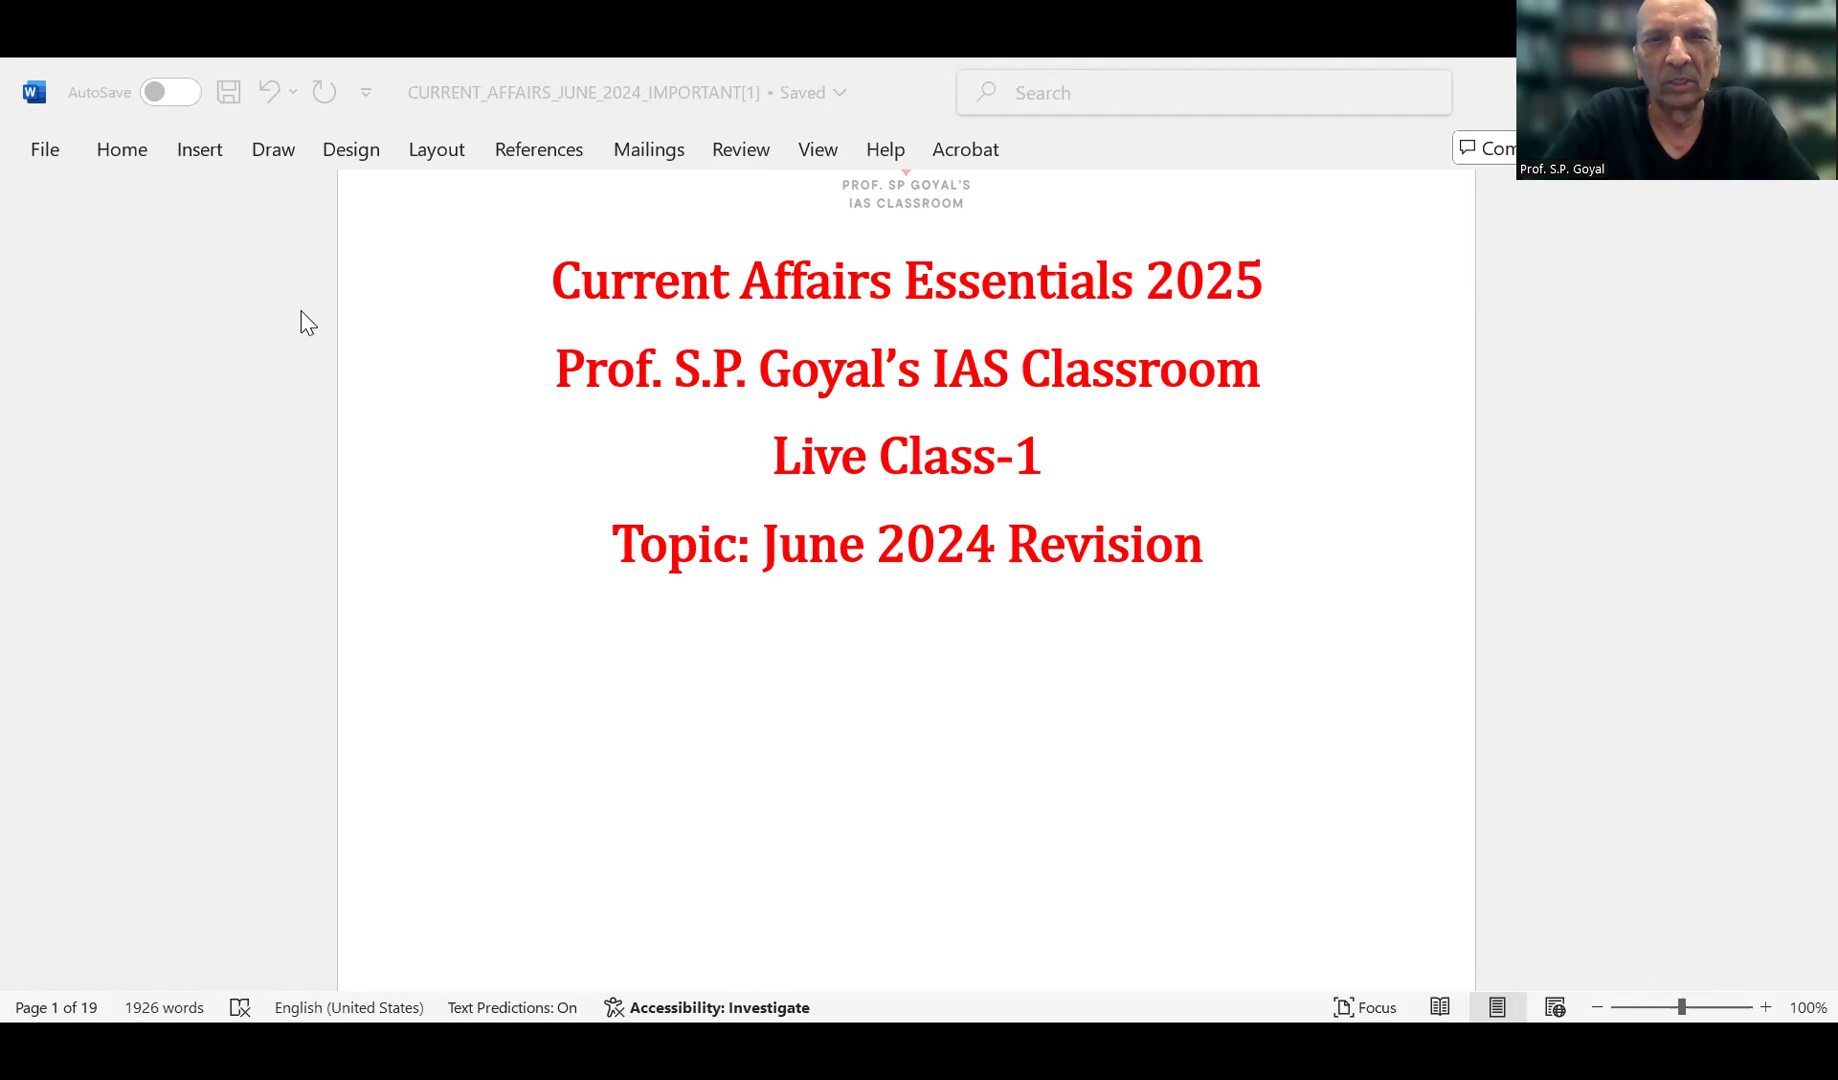 AutoSave
CURRENT_AFFAIRS_JUNE_2024_IMPORTANT[1] • Saved
Search
File Home Insert Draw Design Layout References Mailings Review View Help Acrobat
Com
Prof. S.P. Goyal
PROF. SP GOYAL'S
IAS CLASSROOM
Current Affairs Essentials 2025
Prof. S.P. Goyal’s IAS Classroom
Live Class-1
Topic: June 2024 Revision
Page 1 of 19 1926 words English (United States) Text Predictions: On Accessibility: Investigate Focus 100%